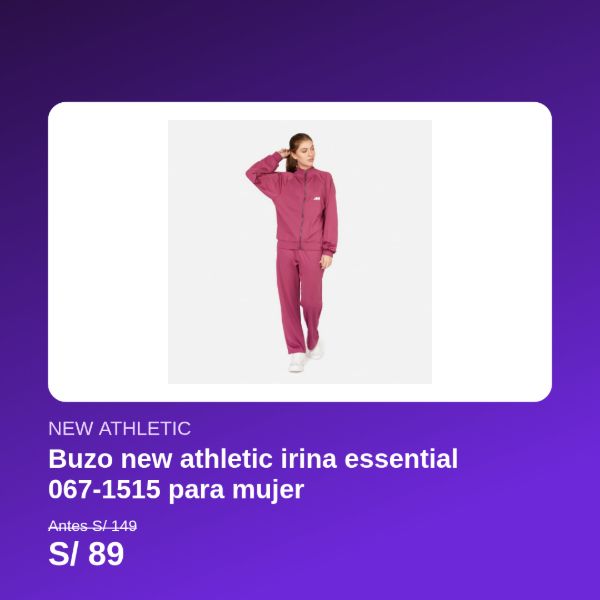 NEW ATHLETIC
Buzo new athletic irina essential
067-1515 para mujer
Antes S/ 149
S/ 89